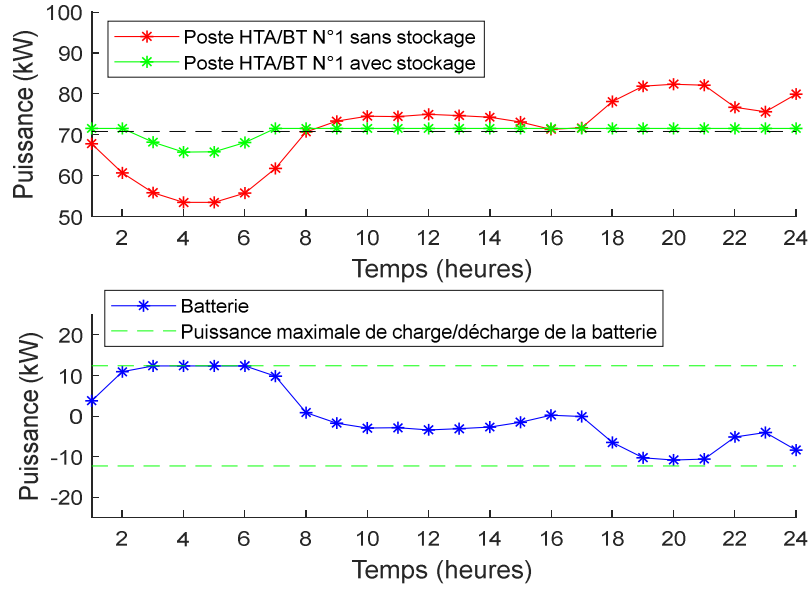 100
90
80
70
60
50
Puissance (kW)
Poste HTA/BT N°1 sans stockage
Poste HTA/BT N°1 avec stockage
2 4 6 8 10 12 14 16 18 20 22 24
Temps (heures)
20
10
0
-10
-20
Puissance (kW)
Batterie
Puissance maximale de charge/décharge de la batterie
2 4 6 8 10 12 14 16 18 20 22 24
Temps (heures)